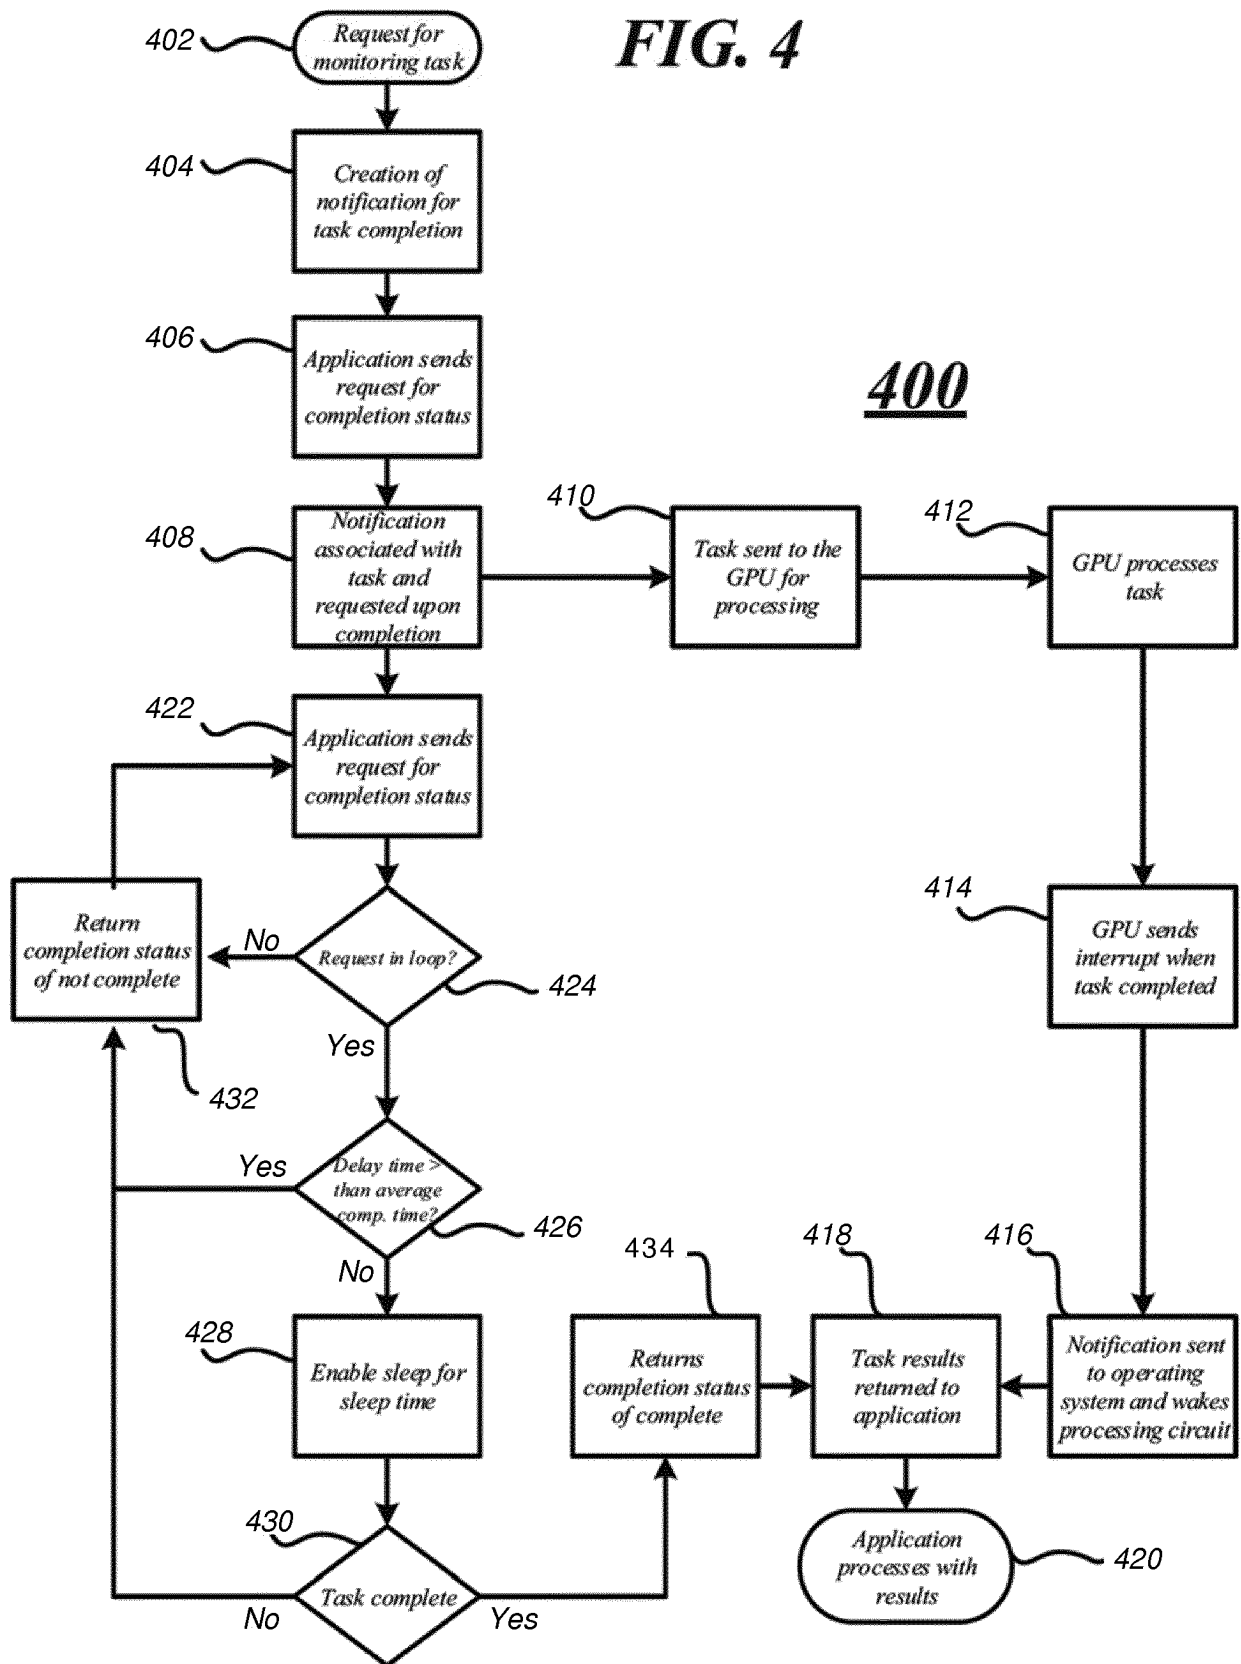 FIG. 4
402
Request for
monitoring task
404
Creation of
notification for
task completion
406
Application sends
request for
completion status
400
408
Notification
associated with
task and
requested upon
completion
410
Task sent to the
GPU for
processing
412
GPU processes
task
422
Application sends
request for
completion status
414
GPU sends
interrupt when
task completed
Return
completion status
of not complete
432
No
Request in loop?
424
Yes
Yes
Delay time >
than average
comp. time?
426
No
428
Enable sleep for
sleep time
434
Returns
completion status
of complete
418
Task results
returned to
application
416
Notification sent
to operating
system and wakes
processing circuit
430
Task complete
No
Yes
Application
processes with
results
420